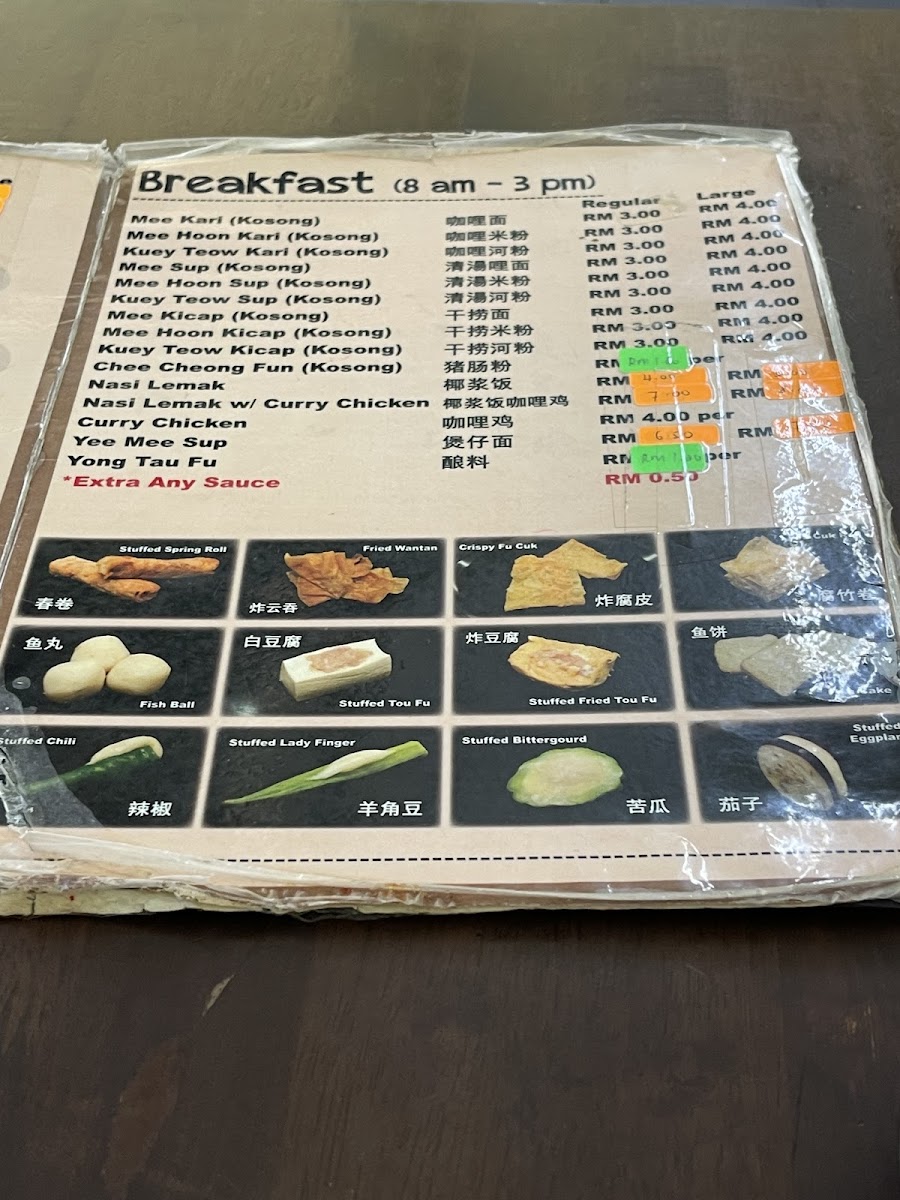 Breakfast (8 am - 3 pm)
Regular Large
Mee Kari (Kosong) 咖哩面 RM 3.00 RM 4.00
Mee Hoon Kari (Kosong) 咖哩米粉 RM 3.00 RM 4.00
Kuey Teow Kari (Kosong) 咖哩河粉 RM 3.00 RM 4.00
Mee Sup (Kosong) 清湯哩面 RM 3.00 RM 4.00
Mee Hoon Sup (Kosong) 清湯米粉 RM 3.00 RM 4.00
Kuey Teow Sup (Kosong) 清湯河粉 RM 3.00 RM 4.00
Mee Kicap (Kosong) 干捞面 RM 3.00 RM 4.00
Mee Hoon Kicap (Kosong) 干捞米粉 RM 3.00 RM 4.00
Kuey Teow Kicap (Kosong) 干捞河粉 RM 3.00 RM 4.00
Chee Cheong Fun (Kosong) 猪肠粉 RM per
Nasi Lemak 椰浆饭 RM 4.00 RM
Nasi Lemak w/ Curry Chicken 椰浆饭咖哩鸡 RM 7.00 RM
Curry Chicken 咖哩鸡 RM 4.00 per
Yee Mee Sup 煲仔面 RM 6.50 RM
Yong Tau Fu 酿料 RM per
*Extra Any Sauce RM 0.50
Stuffed Spring Roll
春卷
Fried Wantan
炸云吞
Crispy Fu Cuk
炸腐皮
Cuk
腐竹卷
鱼丸
Fish Ball
白豆腐
Stuffed Tou Fu
炸豆腐
Stuffed Fried Tou Fu
鱼饼
Cake
Stuffed Chili
辣椒
Stuffed Lady Finger
羊角豆
Stuffed Bittergourd
苦瓜
Stuffed
Eggplan
茄子